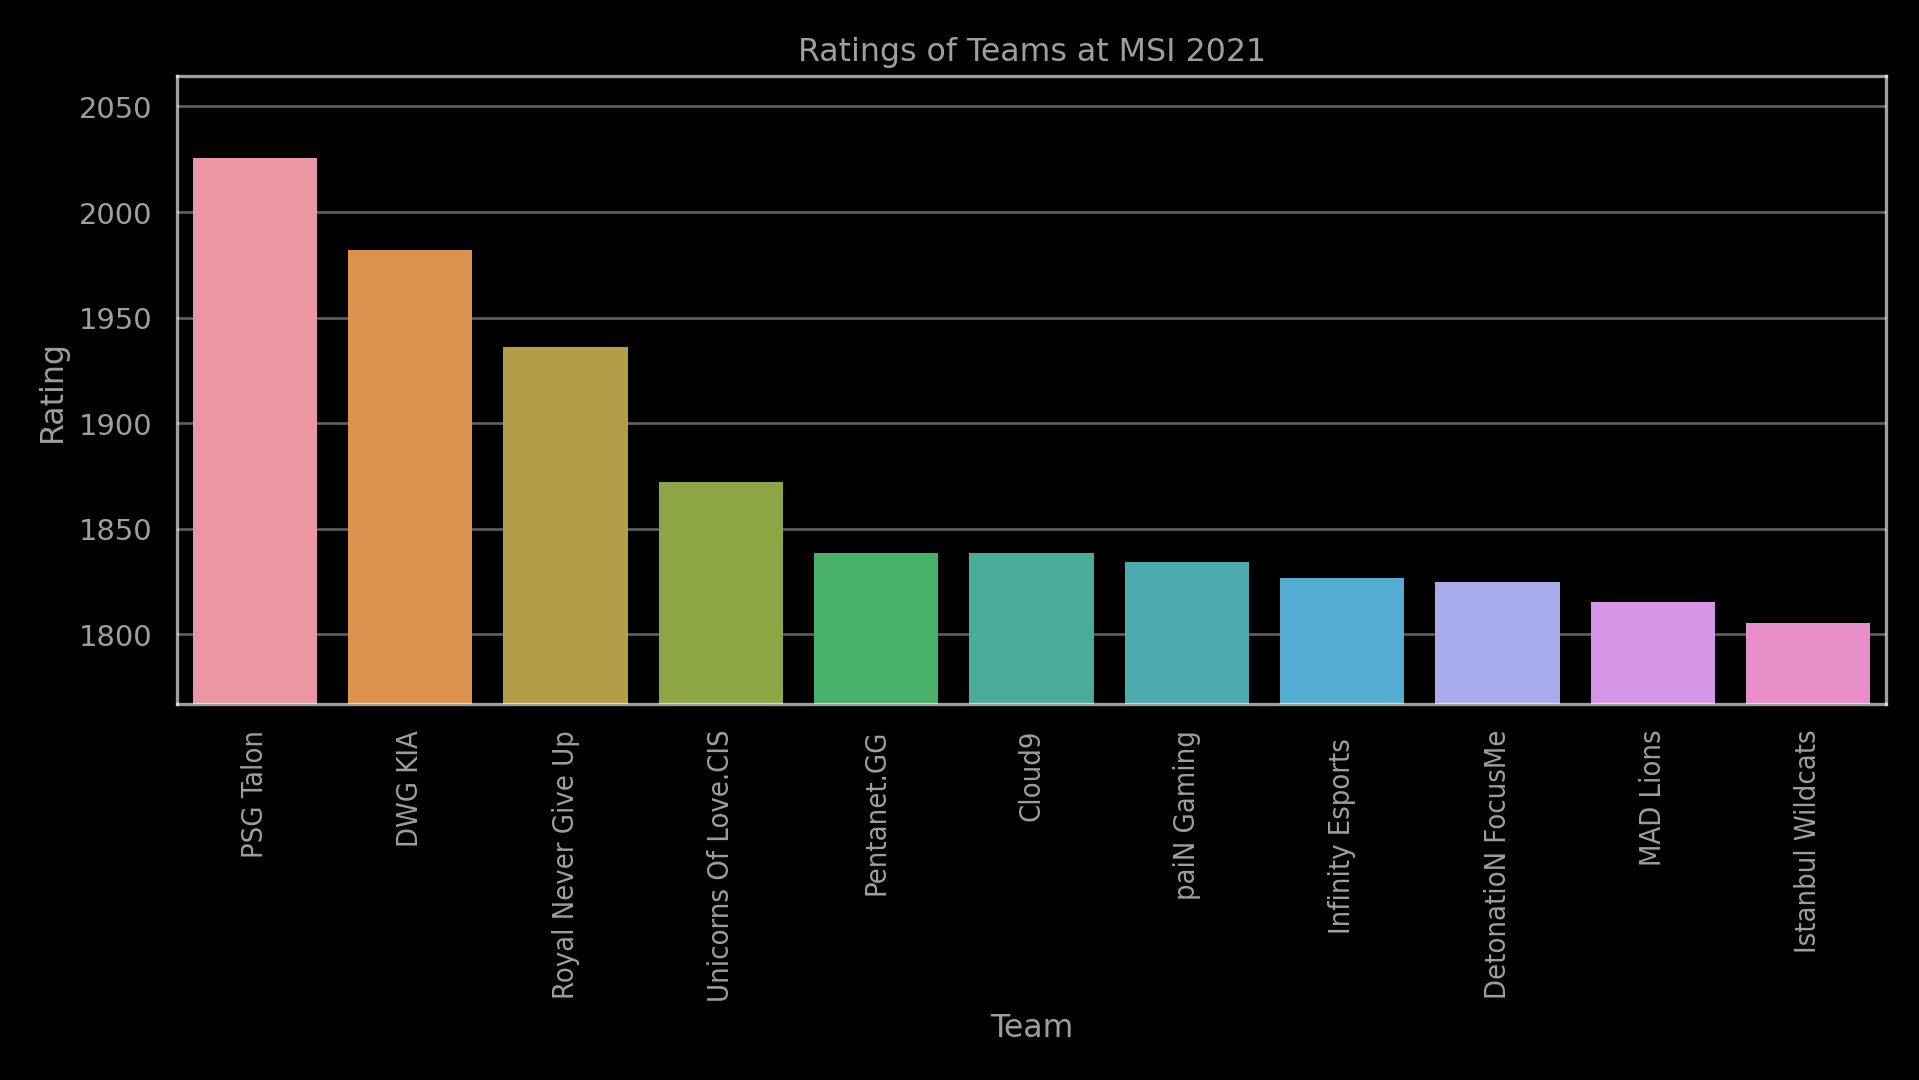 Ratings of Teams at MSI 2021
2050
2000
1950
1900
1850
1800
Rating
PSG Talon
DWG KIA
Royal Never Give Up
Unicorns Of Love.CIS
Pentanet.GG
Cloud9
paiN Gaming
Infinity Esports
DetonatioN FocusMe
MAD Lions
Istanbul Wildcats
Team